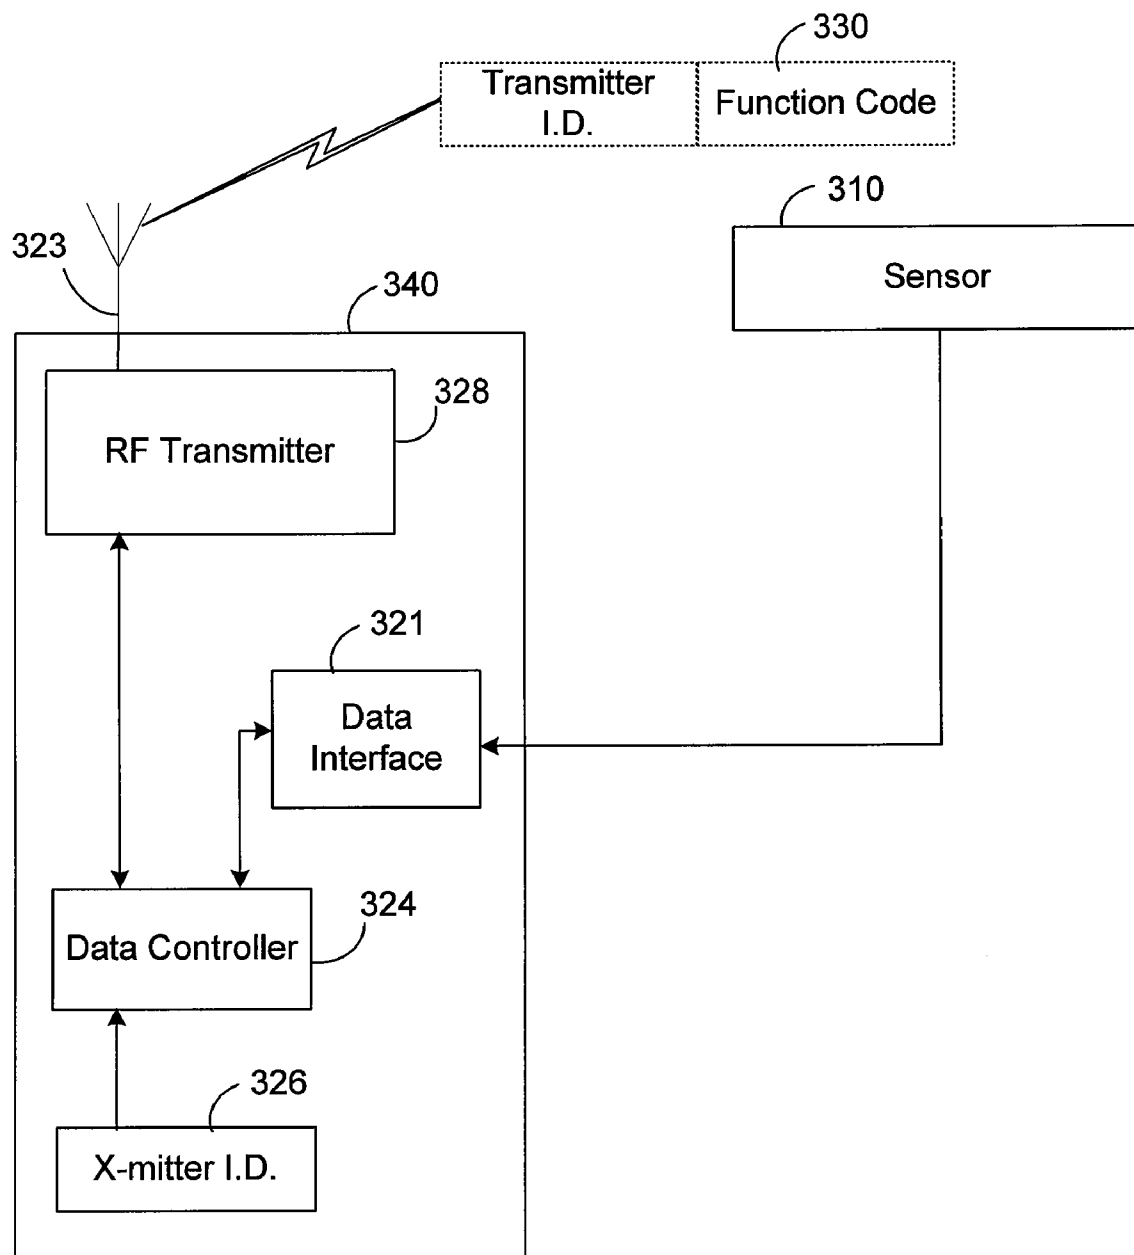 330
Transmitter
I.D.
Function Code
310
Sensor
323
340
328
RF Transmitter
321
Data
Interface
324
Data Controller
326
X-mitter I.D.